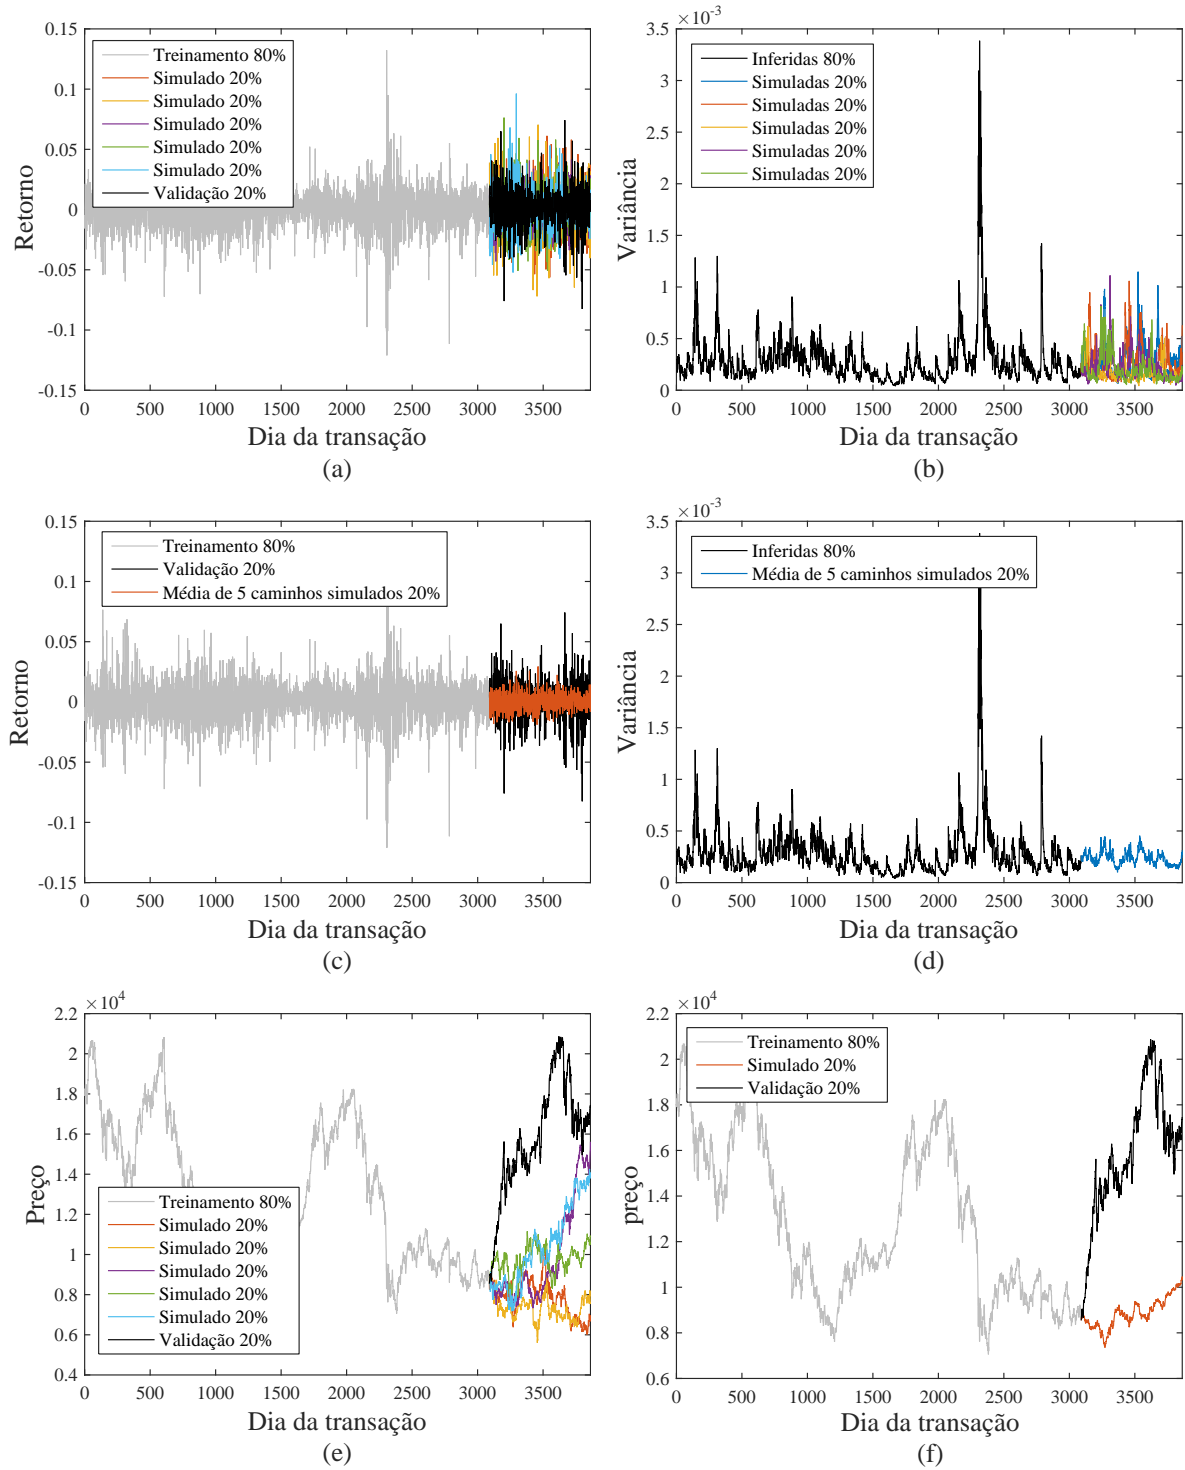 0.15
0.1
0.05
0
-0.05
-0.1
-0.15
Retorno
Treinamento 80%
Simulado 20%
Simulado 20%
Simulado 20%
Simulado 20%
Simulado 20%
Validação 20%
0 500 1000 1500 2000 2500 3000 3500
Dia da transação
(a)
×10-3
3.5
3
2.5
2
1.5
1
0.5
0
Variância
Inferidas 80%
Simuladas 20%
Simuladas 20%
Simuladas 20%
Simuladas 20%
Simuladas 20%
0 500 1000 1500 2000 2500 3000 3500
Dia da transação
(b)
0.15
0.1
0.05
0
-0.05
-0.1
-0.15
Retorno
Treinamento 80%
Validação 20%
Média de 5 caminhos simulados 20%
0 500 1000 1500 2000 2500 3000 3500
Dia da transação
(c)
×10-3
3.5
3
2.5
2
1.5
1
0.5
0
Variância
Inferidas 80%
Média de 5 caminhos simulados 20%
0 500 1000 1500 2000 2500 3000 3500
Dia da transação
(d)
×104
2.2
2
1.8
1.6
1.4
1.2
1
0.8
0.6
0.4
Preço
Treinamento 80%
Simulado 20%
Simulado 20%
Simulado 20%
Simulado 20%
Simulado 20%
Validação 20%
0 500 1000 1500 2000 2500 3000 3500
Dia da transação
(e)
×104
2.2
2
1.8
1.6
1.4
1.2
1
0.8
0.6
preço
Treinamento 80%
Simulado 20%
Validação 20%
0 500 1000 1500 2000 2500 3000 3500
Dia da transação
(f)